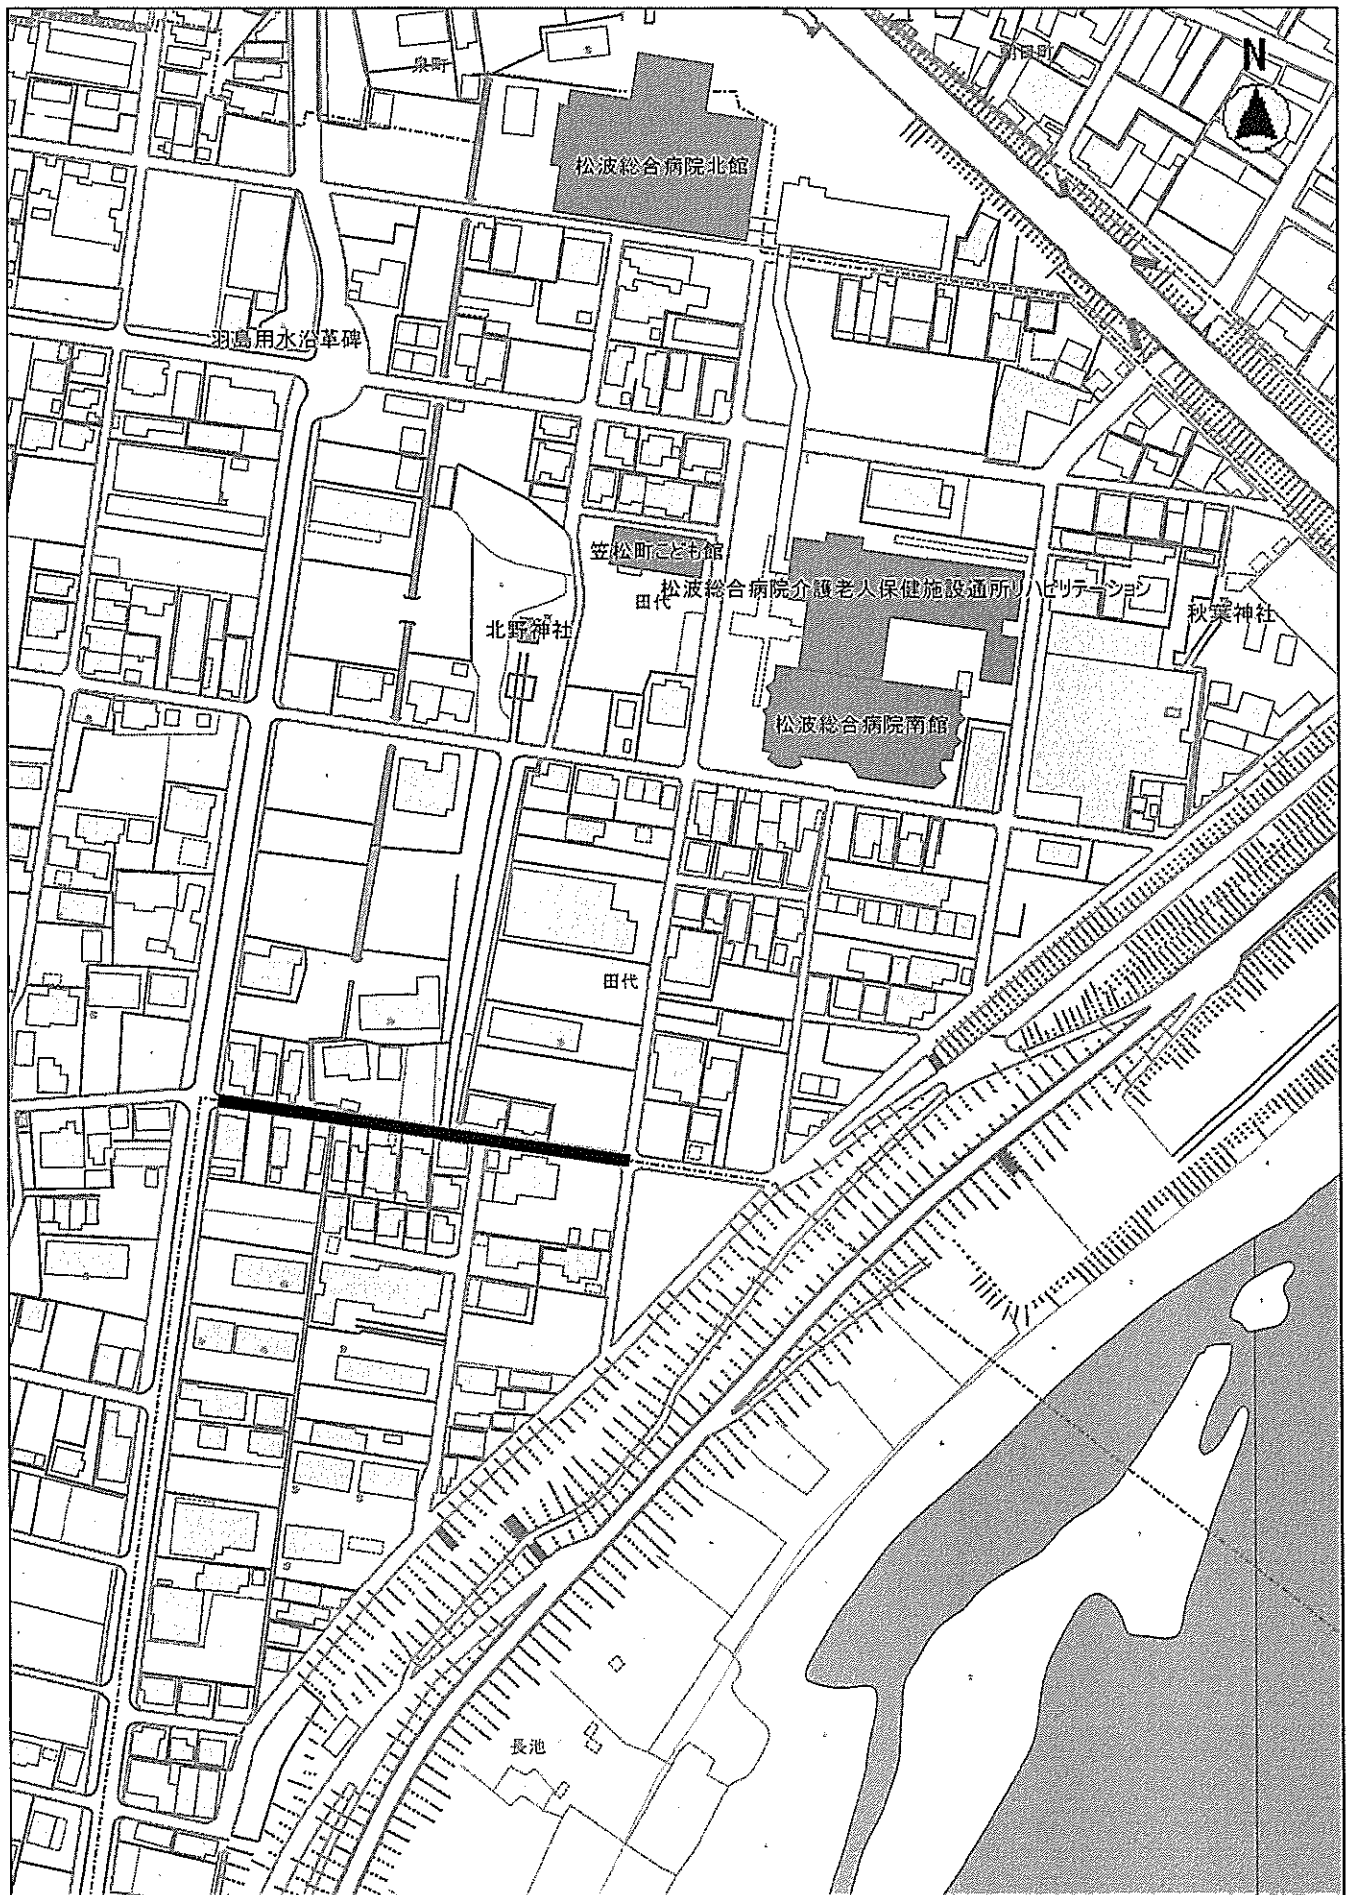 朝日町
N
泉町
松波総合病院北館
羽島用水沿革碑
笠松町こども館
松波総合病院介護老人保健施設通所リハビリテーション
田代
秋葉神社
北野神社
松波総合病院南館
田代
長池